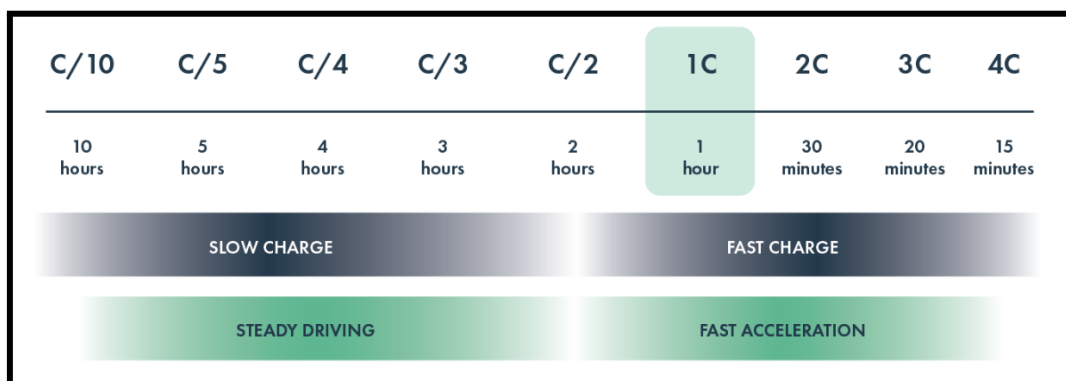 C/10 C/5 C/4 C/3 C/2 1C 2C 3C 4C
10 5 4 3 2 1 30 20 15
hours hours hours hours hours hour minutes minutes minutes
SLOW CHARGE FAST CHARGE
STEADY DRIVING FAST ACCELERATION